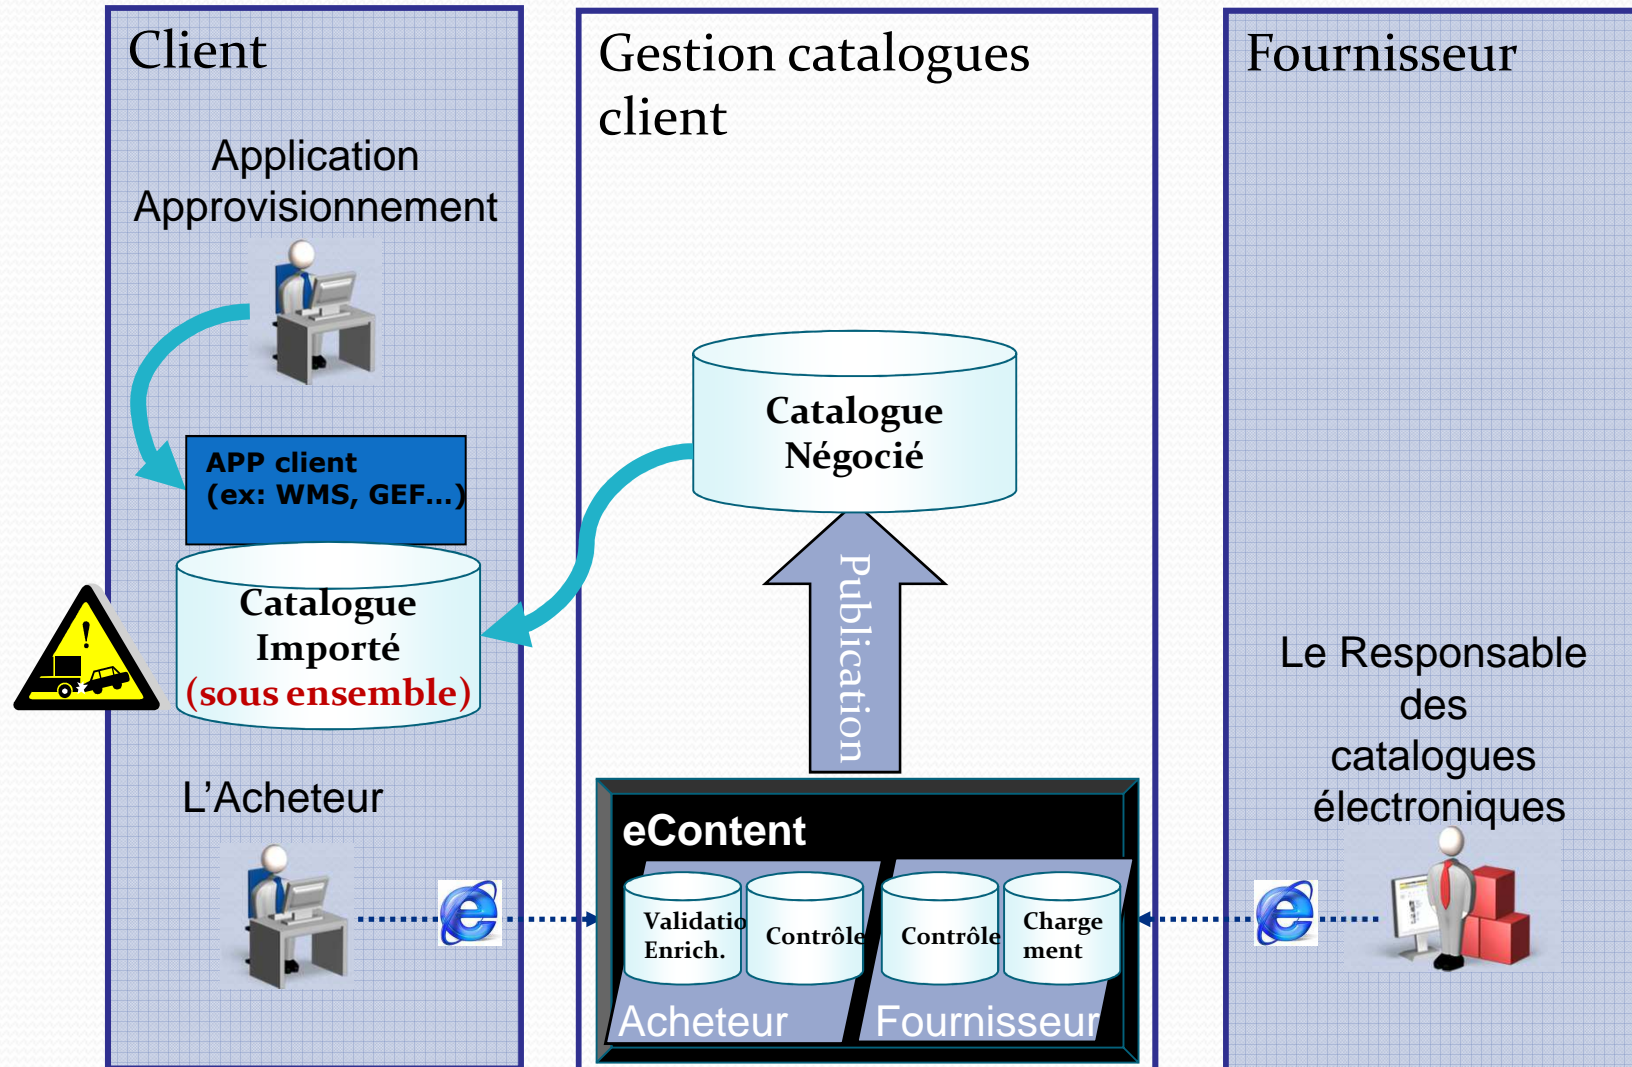 Client
Application
Approvisionnement
APP client
(ex: WMS, GEF...)
Catalogue
Importé
(sous ensemble)
!
L’Acheteur
Gestion catalogues
client
Catalogue
Négocié
Publication
eContent
Validatio
Enrich.
Contrôle
Contrôle
Charge
ment
Acheteur
Fournisseur
Fournisseur
Le Responsable
des
catalogues
électroniques